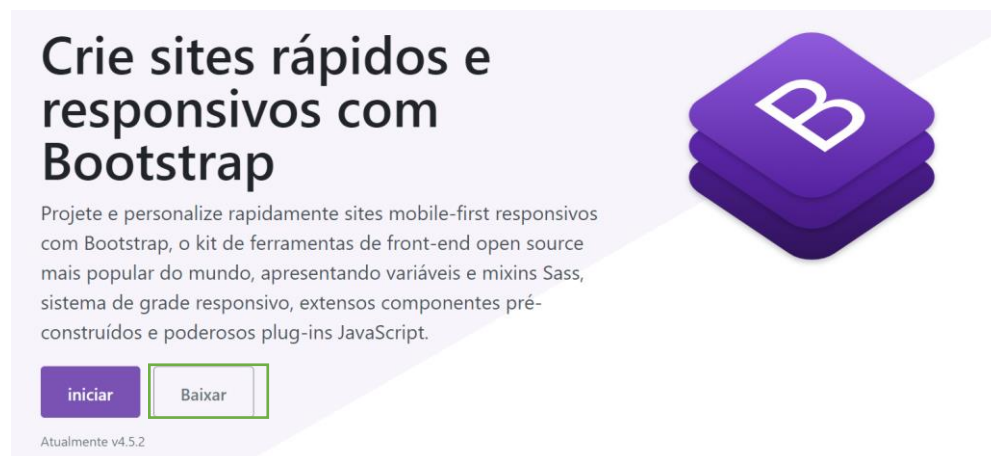 Crie sites rápidos e
responsivos com
Bootstrap
Projete e personalize rapidamente sites mobile-first responsivos
com Bootstrap, o kit de ferramentas de front-end open source
mais popular do mundo, apresentando variáveis e mixins Sass,
sistema de grade responsivo, extensos componentes pré-
construídos e poderosos plug-ins JavaScript.
iniciar Baixar
Atualmente v4.5.2
B